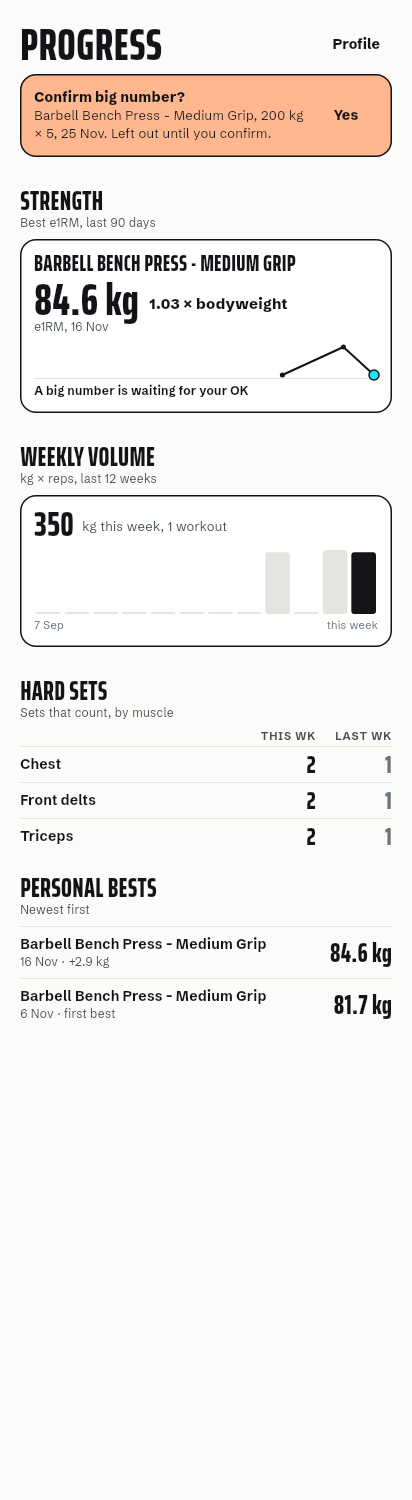 PROGRESS
Profile
Confirm big number?
Barbell Bench Press - Medium Grip, 200 kg
× 5, 25 Nov. Left out until you confirm.
Yes
STRENGTH
Best e1RM, last 90 days
BARBELL BENCH PRESS - MEDIUM GRIP
84.6 kg 1.03 × bodyweight
e1RM, 16 Nov
A big number is waiting for your OK
WEEKLY VOLUME
kg × reps, last 12 weeks
350 kg this week, 1 workout
7 Sep this week
HARD SETS
Sets that count, by muscle
THIS WK LAST WK
Chest 2 1
Front delts 2 1
Triceps 2 1
PERSONAL BESTS
Newest first
Barbell Bench Press - Medium Grip
16 Nov · +2.9 kg
84.6 kg
Barbell Bench Press - Medium Grip
6 Nov · first best
81.7 kg